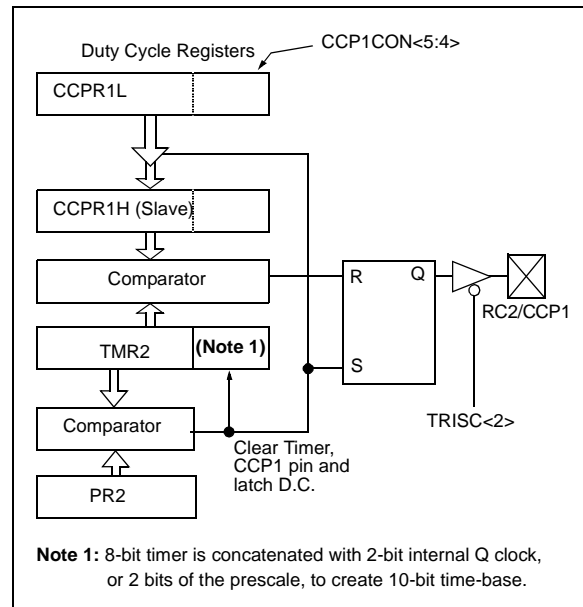 Duty Cycle Registers
CCP1CON<5:4>
CCPR1L
CCPR1H (Slave)
Comparator
R
Q
RC2/CCP1
TMR2
(Note 1)
S
TRISC<2>
Comparator
Clear Timer,
CCP1 pin and
latch D.C.
PR2
Note 1: 8-bit timer is concatenated with 2-bit internal Q clock,
or 2 bits of the prescale, to create 10-bit time-base.